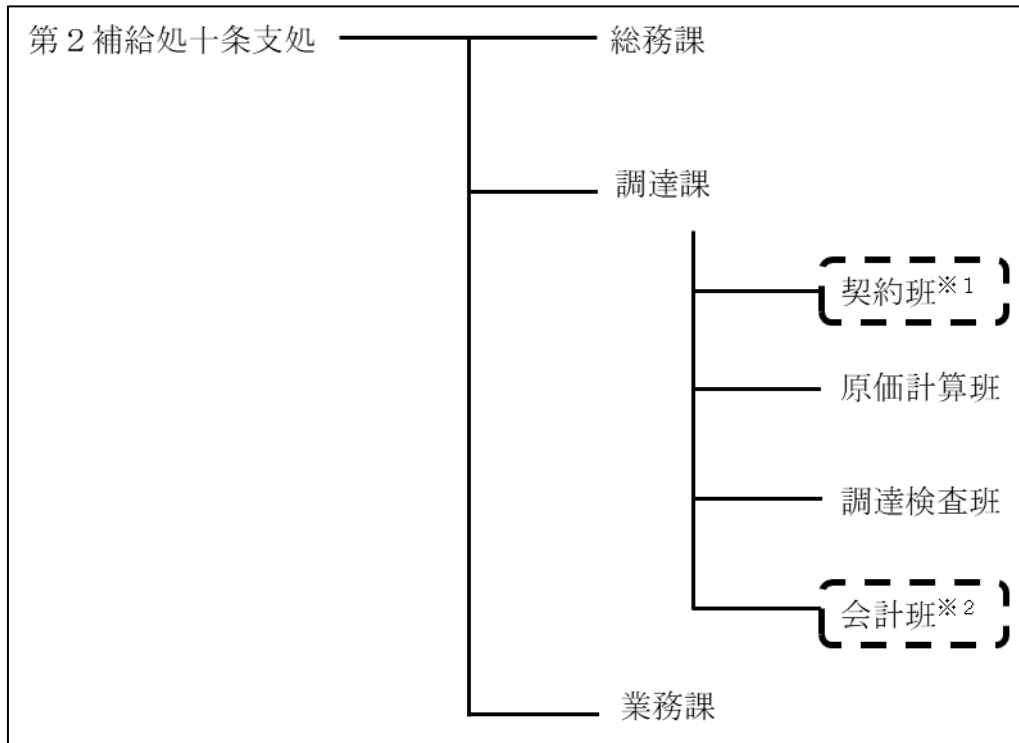 第２補給処十条支処
総務課
調達課
契約班※１
原価計算班
調達検査班
会計班※２
業務課